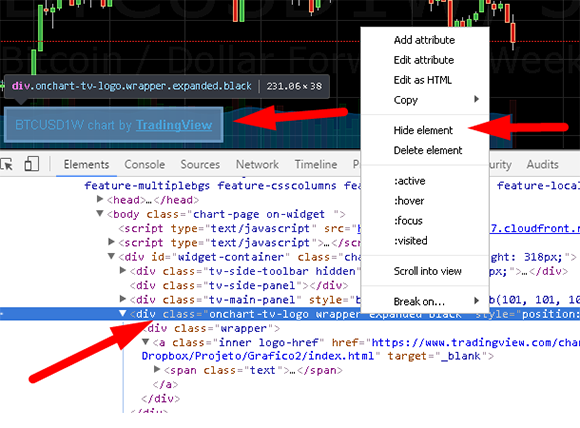 BTCUSD1W
Bitcoin / Dollar Forward Week
Add attribute
Edit attribute
Edit as HTML
Copy
Hide element
Delete element
:active
:hover
:focus
:visited
Scroll into view
Break on...
div.onchart-tv-logo.wrapper.expanded.black | 231.06×38
BTCUSD1W chart by TradingView
Elements Console Sources Network Security Audits
feature-multiplebgs feature-csscolumns feature-local
<head>…</head>
<body class="chart-page on-widget ">
<script type="text/javascript" src="h 7.cloudfront.ne
<script type="text/javascript">…</scr
<div id="widget-container" class="cha ight: 318px;">
<div class="tv-side-toolbar hidden px;">…</div>
<div class="tv-side-panel"></div>
<div class="tv-main-panel" style="b b(101, 101, 10
<div class="onchart-tv-logo wrapper expanded black" style="position:
<div class="wrapper">
<a class="inner logo-href" href="https://www.tradingview.com/cha
Dropbox/Projeto/Grafico2/index.html" target="_blank">
<span class="text">…</span>
</a>
</div>
</div>